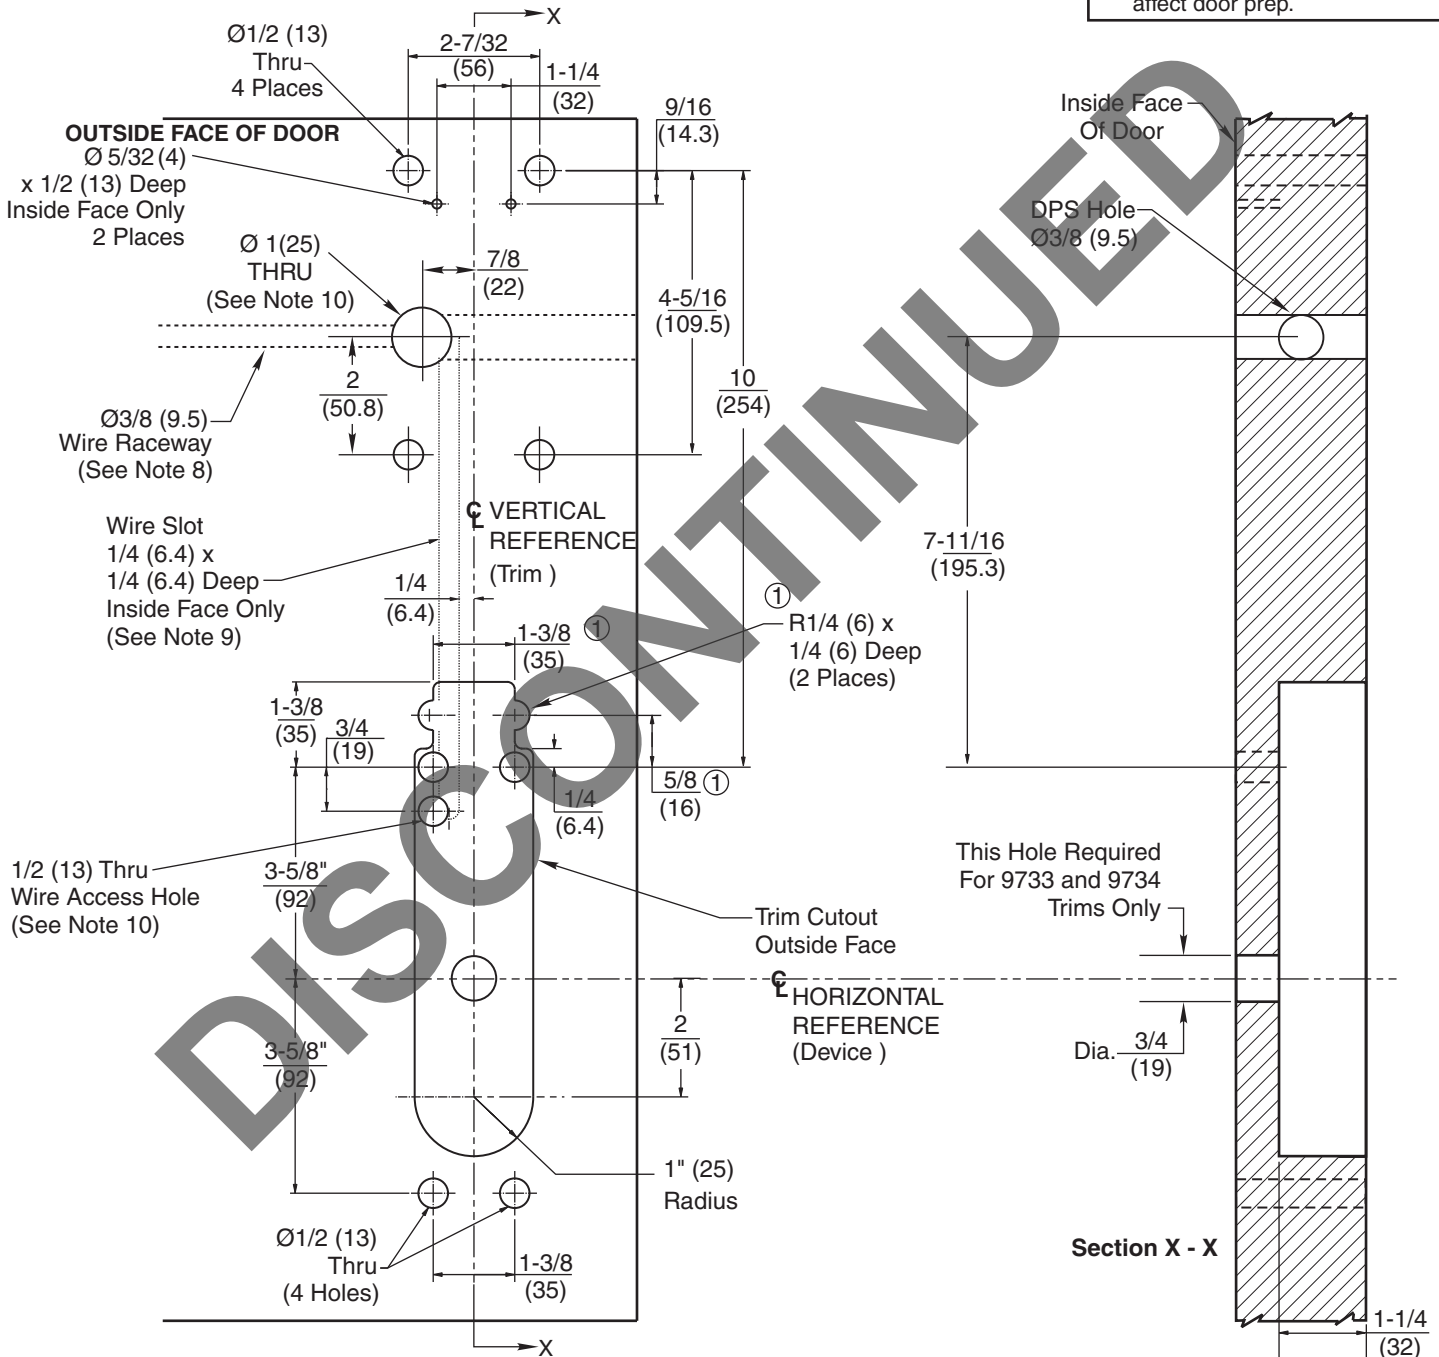 affect door prep.
X
Ø1/2 (13)
Thru
4 Places
2-7/32
(56)
1-1/4
(32)
9/16
(14.3)
OUTSIDE FACE OF DOOR
Ø 5/32 (4)
x 1/2 (13) Deep
Inside Face Only
2 Places
Ø 1(25)
THRU
(See Note 10)
7/8
(22)
4-5/16
(109.5)
10
(254)
2
(50.8)
Ø3/8 (9.5)
Wire Raceway
(See Note 8)
Inside Face
Of Door
DPS Hole
Ø3/8 (9.5)
7-11/16
(195.3)
Wire Slot
1/4 (6.4) x
1/4 (6.4) Deep
Inside Face Only
(See Note 9)
CL VERTICAL
REFERENCE
(Trim )
1/4
(6.4)
1-3/8 ①
(35)
①
R1/4 (6) x
1/4 (6) Deep
(2 Places)
1-3/8
(35)
3/4
(19)
1/4
(6.4)
5/8 ①
(16)
1/2 (13) Thru
Wire Access Hole
(See Note 10)
3-5/8"
(92)
Trim Cutout
Outside Face
This Hole Required
For 9733 and 9734
Trims Only
CL HORIZONTAL
REFERENCE
(Device )
2
(51)
Dia. 3/4
(19)
3-5/8"
(92)
1" (25)
Radius
Ø1/2 (13)
Thru
(4 Holes)
1-3/8
(35)
Section X - X
1-1/4
(32)
X
DISCONTINUED